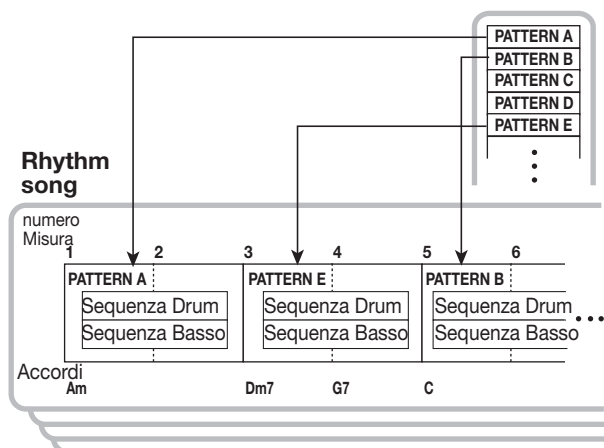 PATTERN A
PATTERN B
PATTERN C
PATTERN D
PATTERN E
Rhythm
song
numero
Misura
1 2 3 4 5 6
PATTERN A PATTERN E PATTERN B
Sequenza Drum Sequenza Drum Sequenza Drum
Sequenza Basso Sequenza Basso Sequenza Basso
Accordi
Am Dm7 G7 C